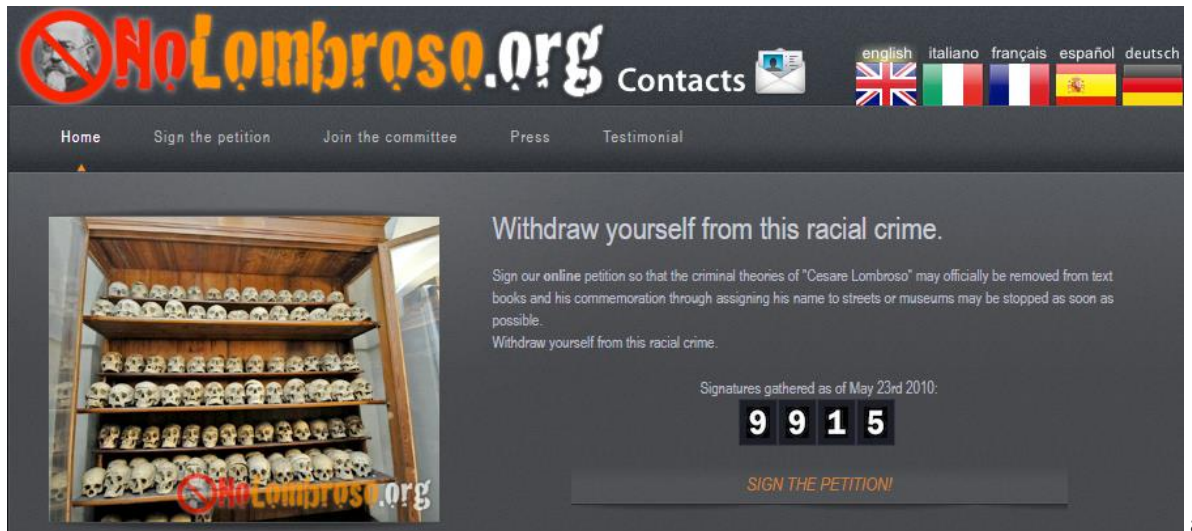 NoLombroso.org
Contacts
english italiano français español deutsch
Home Sign the petition Join the committee Press Testimonial
Withdraw yourself from this racial crime.
Sign our online petition so that the criminal theories of "Cesare Lombroso" may officially be removed from text
books and his commemoration through assigning his name to streets or museums may be stopped as soon as
possible.
Withdraw yourself from this racial crime.
Signatures gathered as of May 23rd 2010:
9915
SIGN THE PETITION!
NoLombroso.org